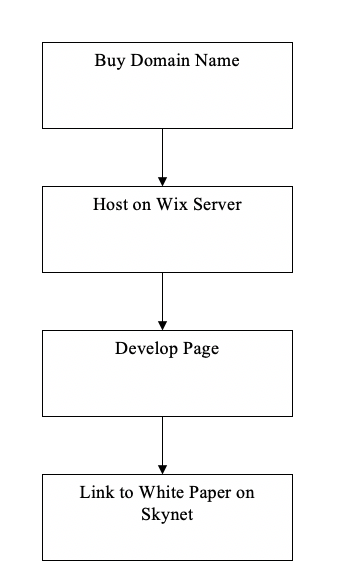 Buy Domain Name
Host on Wix Server
Develop Page
Link to White Paper on
Skynet